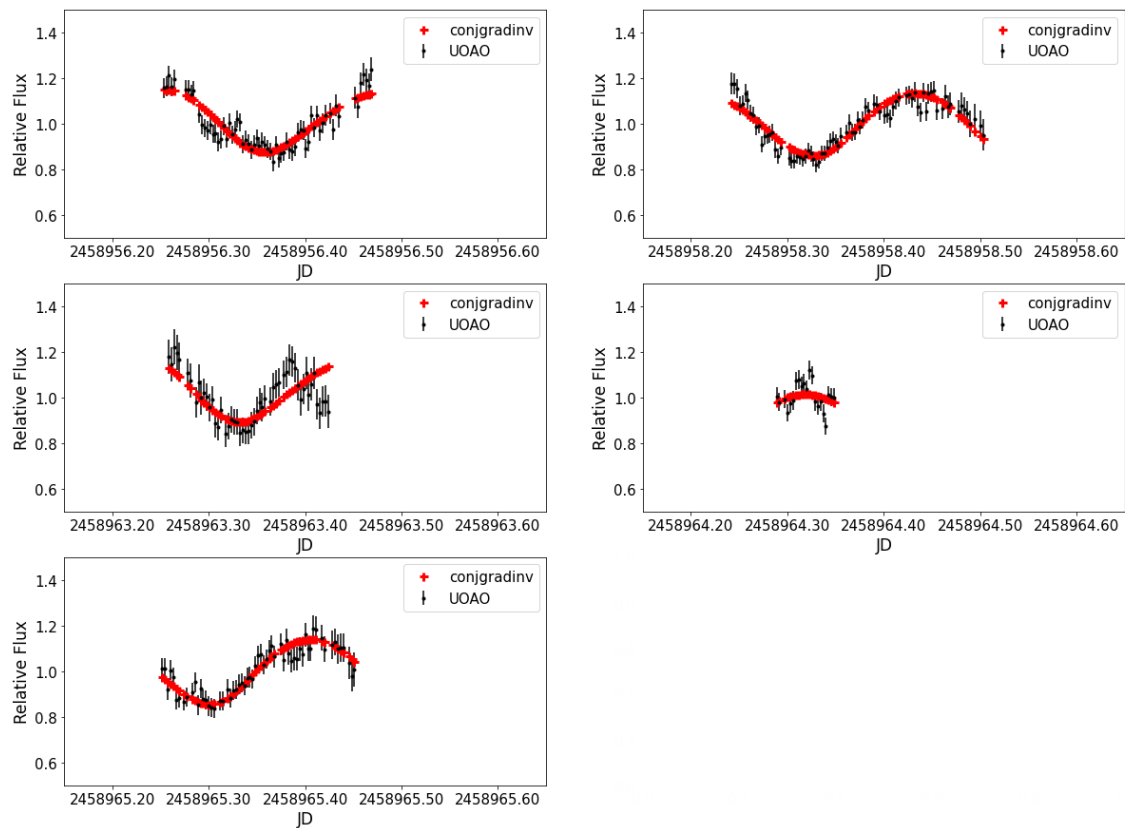 1.4
1.2
1.0
0.8
0.6
Relative Flux
conjgradinv
UOAO
2458956.20 2458956.30 2458956.40 2458956.50 2458956.60
JD
1.4
1.2
1.0
0.8
0.6
Relative Flux
conjgradinv
UOAO
2458958.20 2458958.30 2458958.40 2458958.50 2458958.60
JD
1.4
1.2
1.0
0.8
0.6
Relative Flux
conjgradinv
UOAO
2458963.20 2458963.30 2458963.40 2458963.50 2458963.60
JD
1.4
1.2
1.0
0.8
0.6
Relative Flux
conjgradinv
UOAO
2458964.20 2458964.30 2458964.40 2458964.50 2458964.60
JD
1.4
1.2
1.0
0.8
0.6
Relative Flux
conjgradinv
UOAO
2458965.20 2458965.30 2458965.40 2458965.50 2458965.60
JD